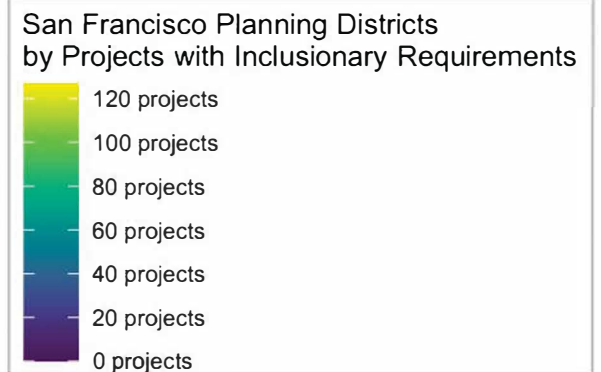 San Francisco Planning Districts
by Projects with Inclusionary Requirements
120 projects
100 projects
80 projects
60 projects
40 projects
20 projects
0 projects